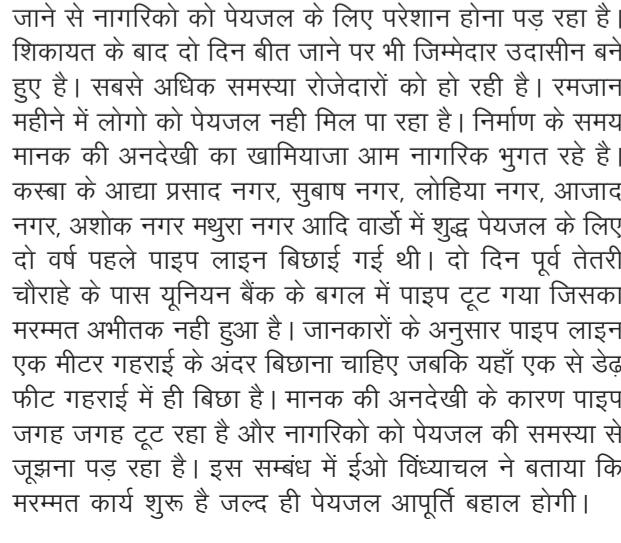 जाने से नागरिको को पेयजल के लिए परेशान होना पड़ रहा है।
शिकायत के बाद दो दिन बीत जाने पर भी जिम्मेदार उदासीन बने
हुए है। सबसे अधिक समस्या रोजेदारों को हो रही है। रमजान
महीने में लोगो को पेयजल नही मिल पा रहा है। निर्माण के समय
मानक की अनदेखी का खामियाजा आम नागरिक भुगत रहे है।
कस्बा के आद्या प्रसाद नगर, सुबाष नगर, लोहिया नगर, आजाद
नगर, अशोक नगर मथुरा नगर आदि वार्डो में शुद्ध पेयजल के लिए
दो वर्ष पहले पाइप लाइन बिछाई गई थी। दो दिन पूर्व तेतरी
चौराहे के पास यूनियन बैंक के बगल में पाइप टूट गया जिसका
मरम्मत अभीतक नही हुआ है। जानकारों के अनुसार पाइप लाइन
एक मीटर गहराई के अंदर बिछाना चाहिए जबकि यहाँ एक से डेढ़
फीट गहराई में ही बिछा है। मानक की अनदेखी के कारण पाइप
जगह जगह टूट रहा है और नागरिको को पेयजल की समस्या से
जूझना पड़ रहा है। इस सम्बंध में ईओ विंध्याचल ने बताया कि
मरम्मत कार्य शुरू है जल्द ही पेयजल आपूर्ति बहाल होगी।